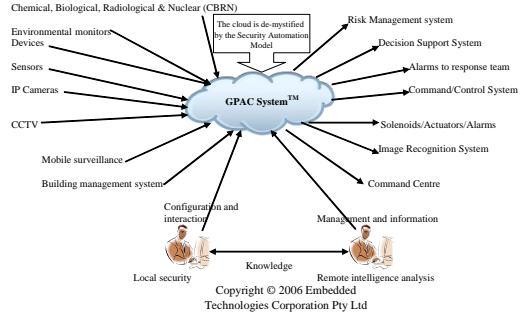 Chemical, Biological, Radiological & Nuclear (CBRN)
The cloud is de-mystified
by the Security Automation
Model
Risk Management system
Environmental monitors
Devices
Decision Support System
Sensors
Alarms to response team
IP Cameras
Command/Control System
GPAC System™
CCTV
Solenoids/Actuators/Alarms
Image Recognition System
Mobile surveillance
Building management system
Command Centre
Configuration and
interaction
Management and information
Knowledge
Local security
Remote intelligence analysis
Copyright © 2006 Embedded
Technologies Corporation Pty Ltd